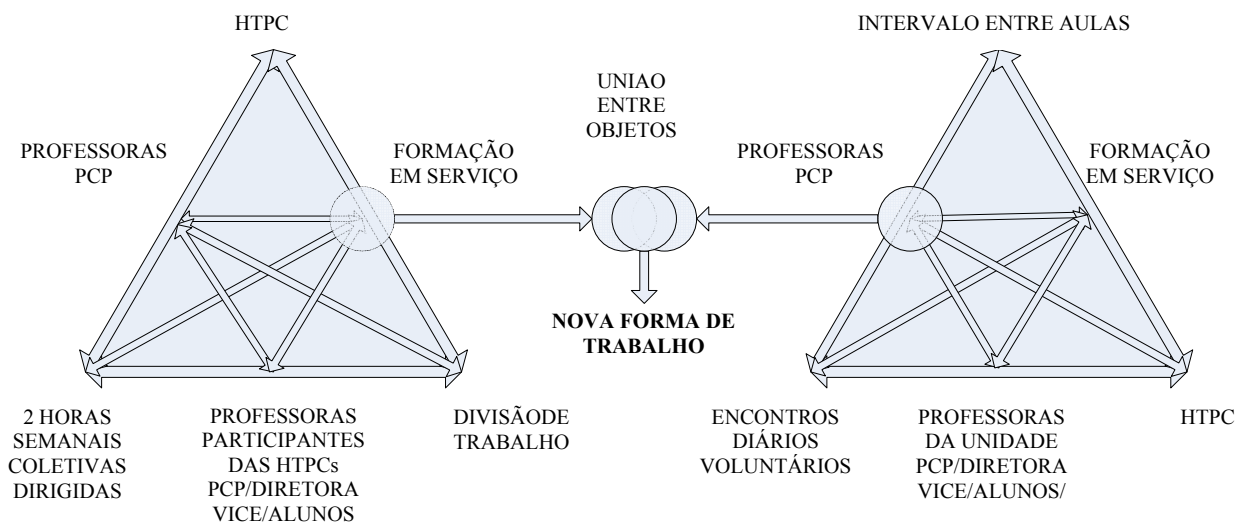 HTPC
INTERVALO ENTRE AULAS
UNIAO
ENTRE
OBJETOS
PROFESSORAS
PCP
FORMAÇÃO
EM SERVIÇO
PROFESSORAS
PCP
FORMAÇÃO
EM SERVIÇO
NOVA FORMA DE
TRABALHO
2 HORAS
SEMANAIS
COLETIVAS
DIRIGIDAS
PROFESSORAS
PARTICIPANTES
DAS HTPCs
PCP/DIRETORA
VICE/ALUNOS
DIVISÃODE
TRABALHO
ENCONTROS
DIÁRIOS
VOLUNTÁRIOS
PROFESSORAS
DA UNIDADE
PCP/DIRETORA
VICE/ALUNOS/
HTPC